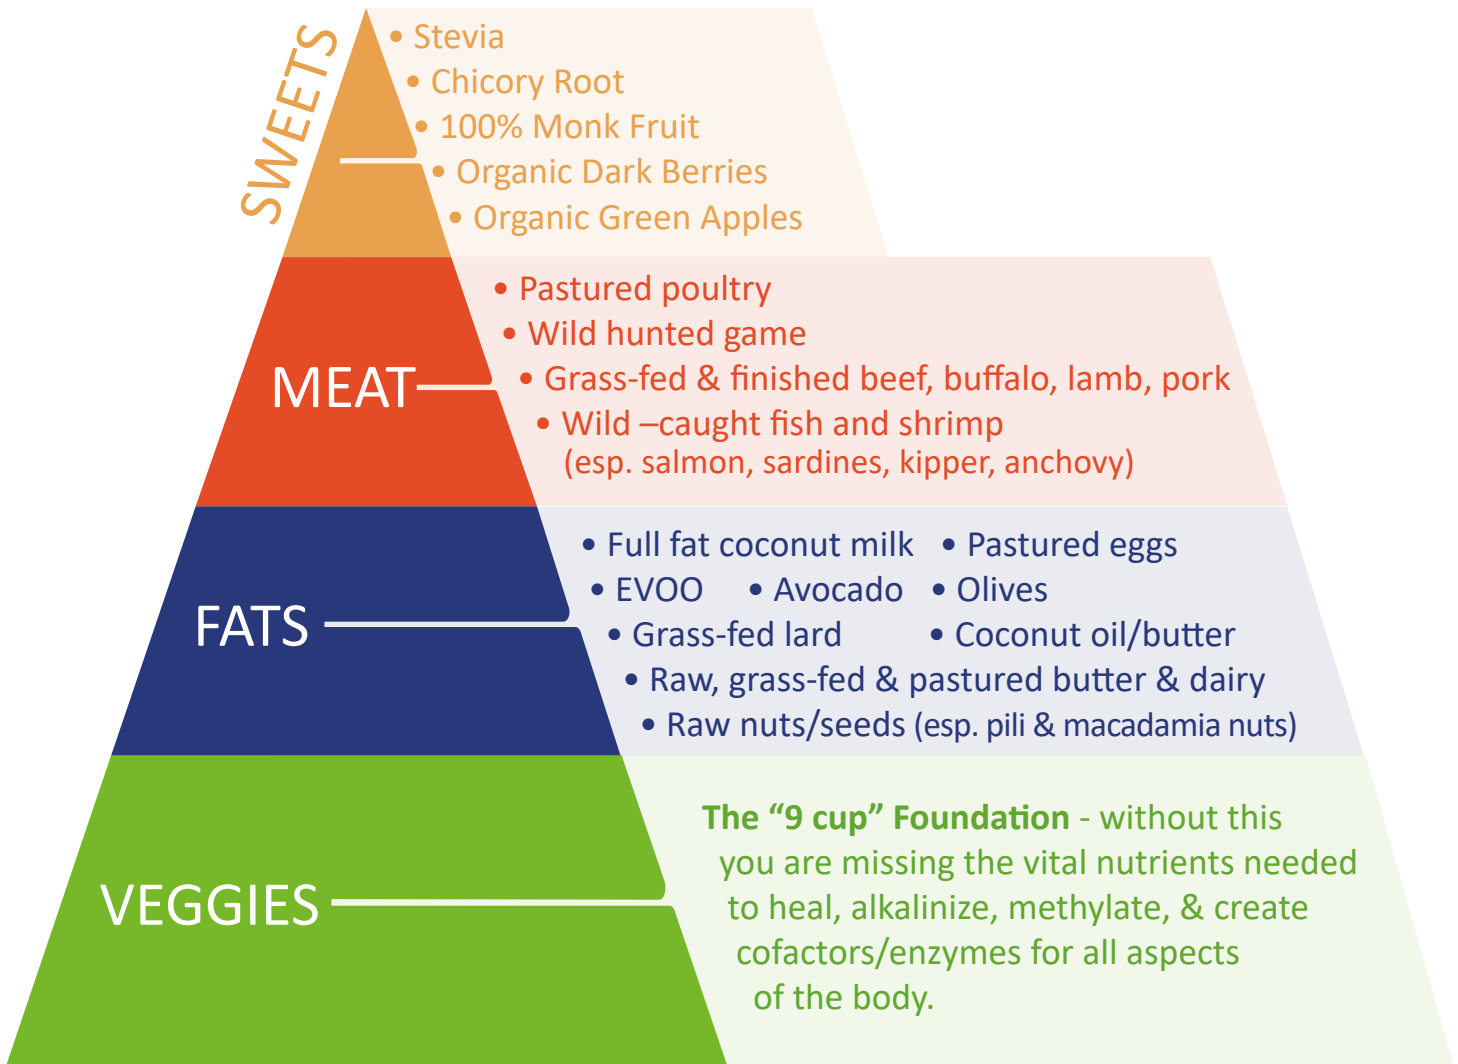 SWEETS
• Stevia
• Chicory Root
• 100% Monk Fruit
• Organic Dark Berries
• Organic Green Apples
MEAT
• Pastured poultry
• Wild hunted game
• Grass-fed & finished beef, buffalo, lamb, pork
• Wild –caught fish and shrimp
(esp. salmon, sardines, kipper, anchovy)
FATS
• Full fat coconut milk • Pastured eggs
• EVOO • Avocado • Olives
• Grass-fed lard • Coconut oil/butter
• Raw, grass-fed & pastured butter & dairy
• Raw nuts/seeds (esp. pili & macadamia nuts)
VEGGIES
The “9 cup” Foundation - without this
you are missing the vital nutrients needed
to heal, alkalinize, methylate, & create
cofactors/enzymes for all aspects
of the body.